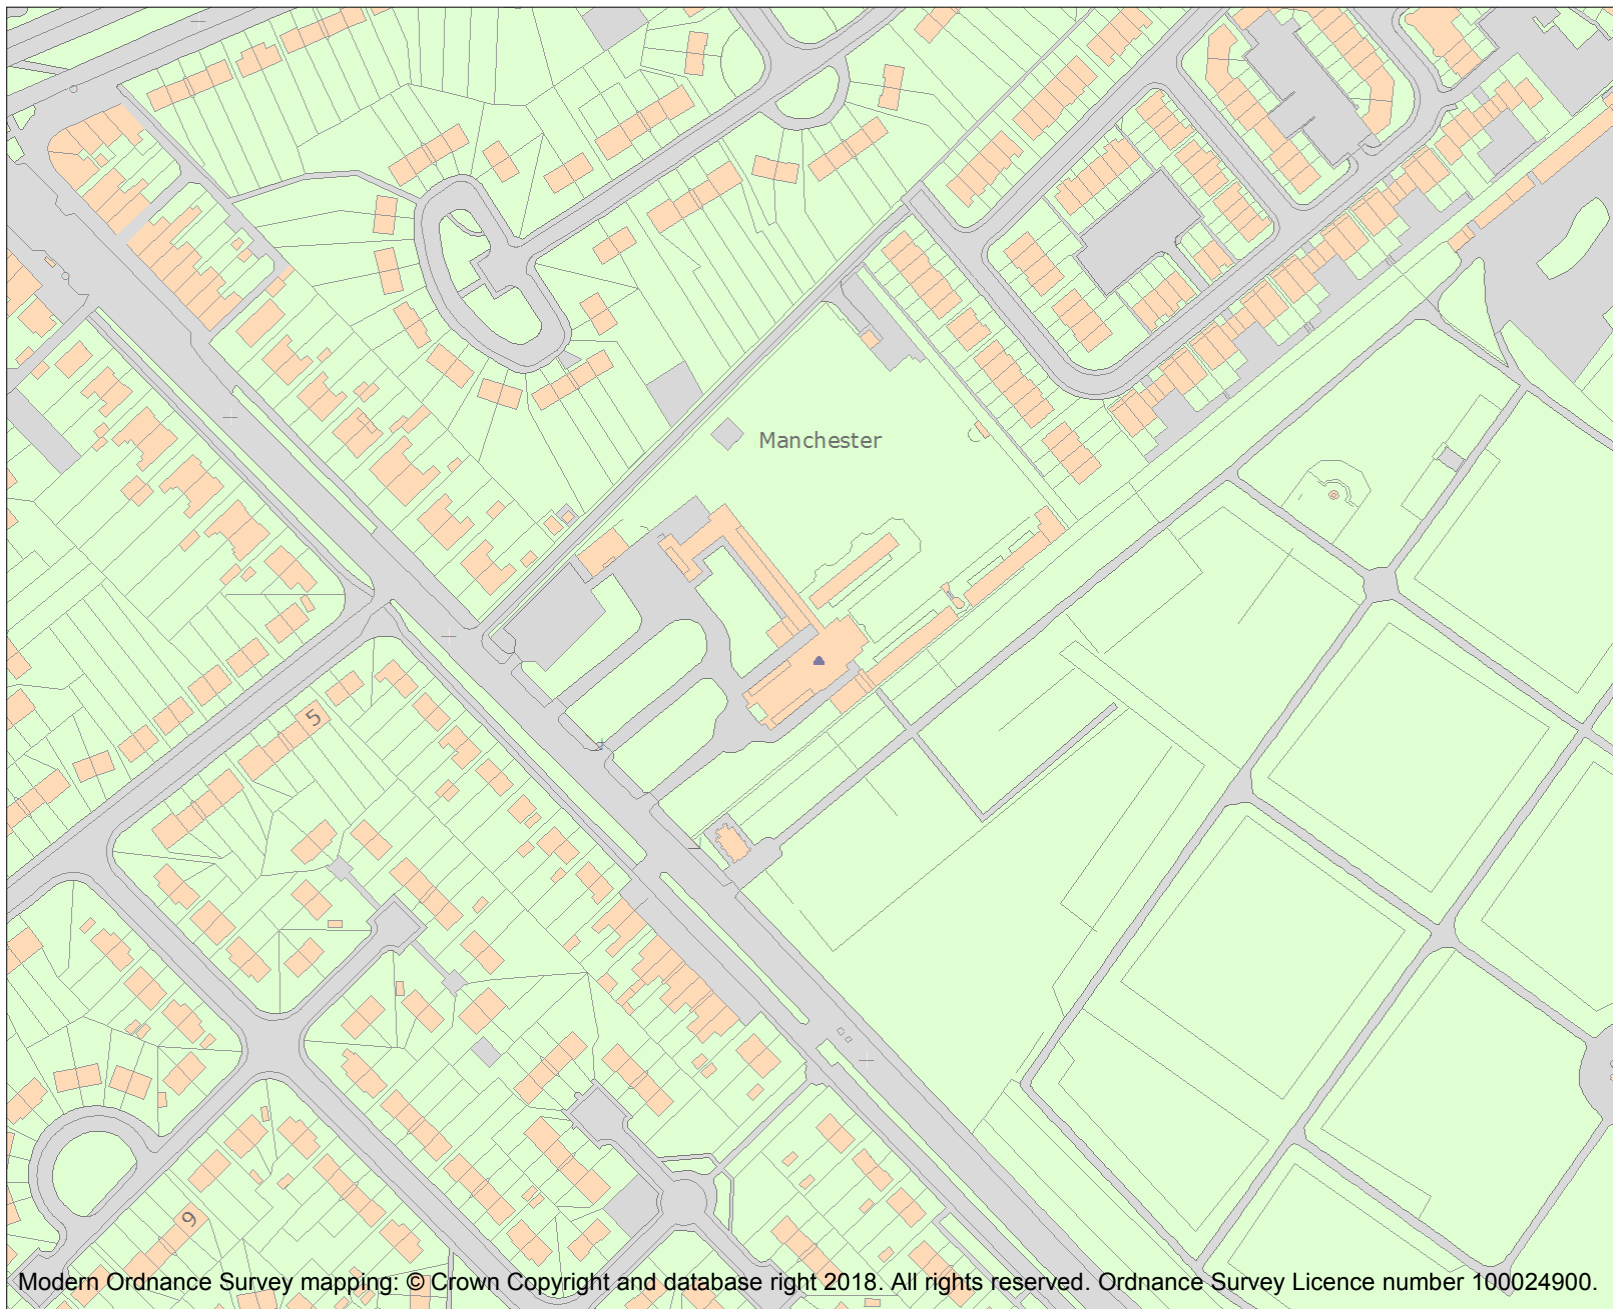 Manchester
5
9
Modern Ordnance Survey mapping: © Crown Copyright and database right 2018. All rights reserved. Ordnance Survey Licence number 100024900.